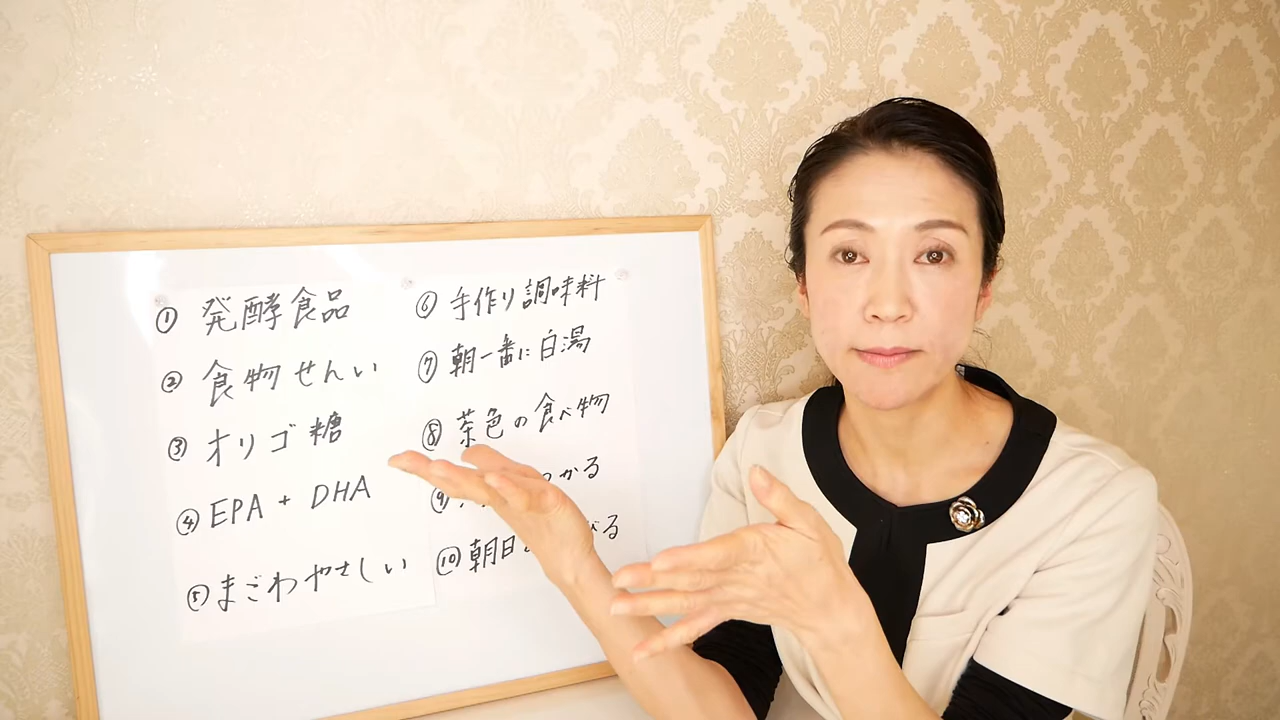 ① 発酵食品
② 食物せんい
③ オリゴ糖
④ EPA + DHA
⑤ まごわやさしい
⑥ 手作り調味料
⑦ 朝一番に白湯
⑧ 茶色の食べ物
⑨ かる
⑩ 朝日 る